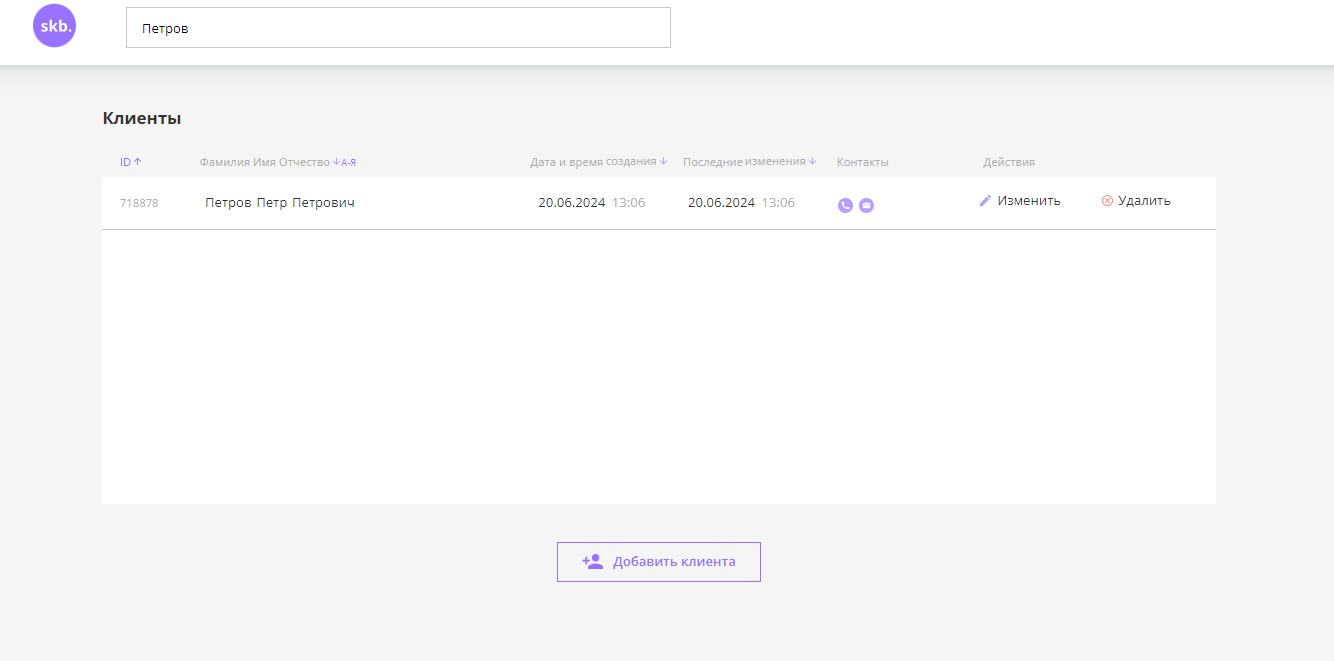 skb.
Петров
Клиенты
ID Фамилия Имя Отчество А-Я Дата и время создания Последние изменения Контакты Действия
718878 Петров Петр Петрович 20.06.2024 13:06 20.06.2024 13:06 Изменить Удалить
Добавить клиента